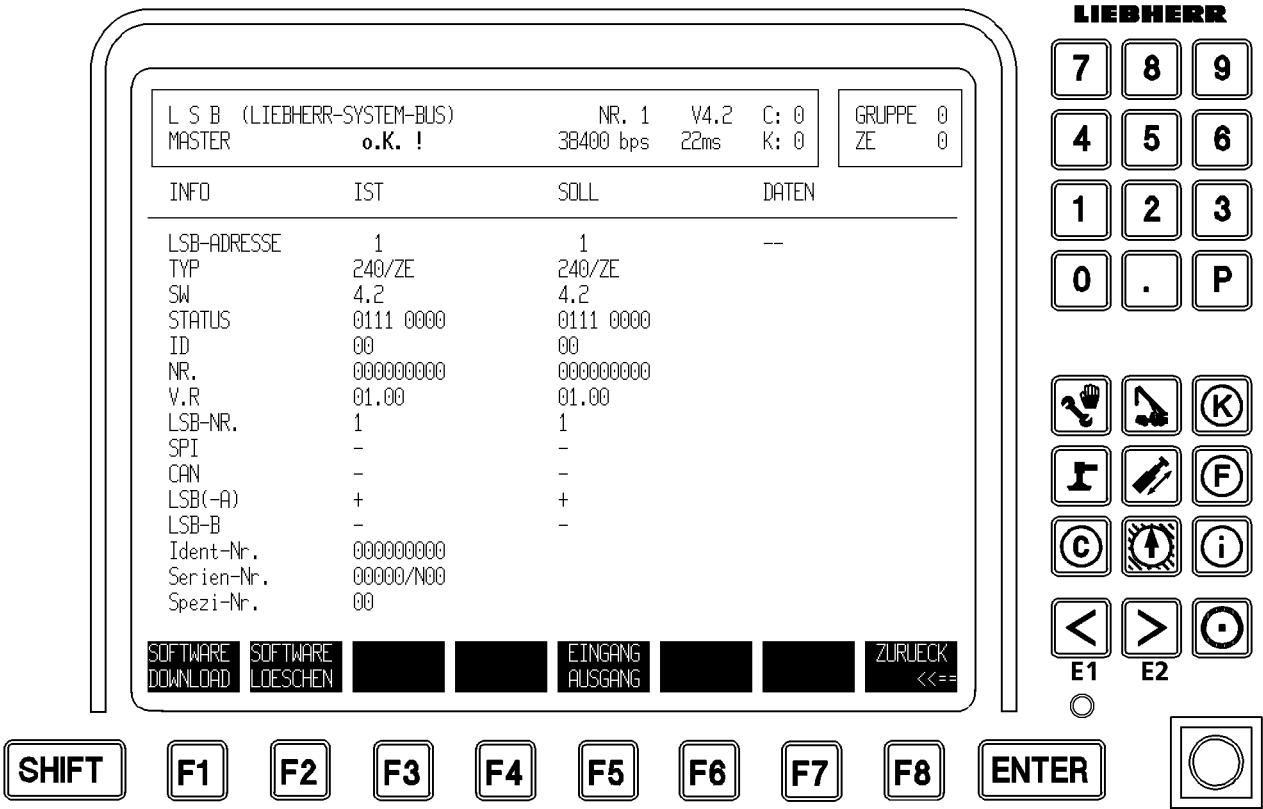 LIEBHERR
L S B (LIEBHERR-SYSTEM-BUS) NR. 1 V4.2 C: 0 GRUPPE 0
MASTER o.K. ! 38400 bps 22ms K: 0 ZE 0
INFO IST SOLL DATEN
LSB-ADRESSE 1 1 --
TYP 240/ZE 240/ZE
SW 4.2 4.2
STATUS 0111 0000 0111 0000
ID 00 00
NR. 000000000 000000000
V.R 01.00 01.00
LSB-NR. 1 1
SPI - -
CAN - -
LSB(-A) + +
LSB-B - -
Ident-Nr. 000000000
Serien-Nr. 00000/N00
Spezi-Nr. 00
SOFTWARE SOFTWARE EINGANG ZURUECK
DOWNLOAD LOESCHEN AUSGANG <<==
7 8 9
4 5 6
1 2 3
0 . P
K
F
C i
< >
E1 E2
SHIFT F1 F2 F3 F4 F5 F6 F7 F8 ENTER